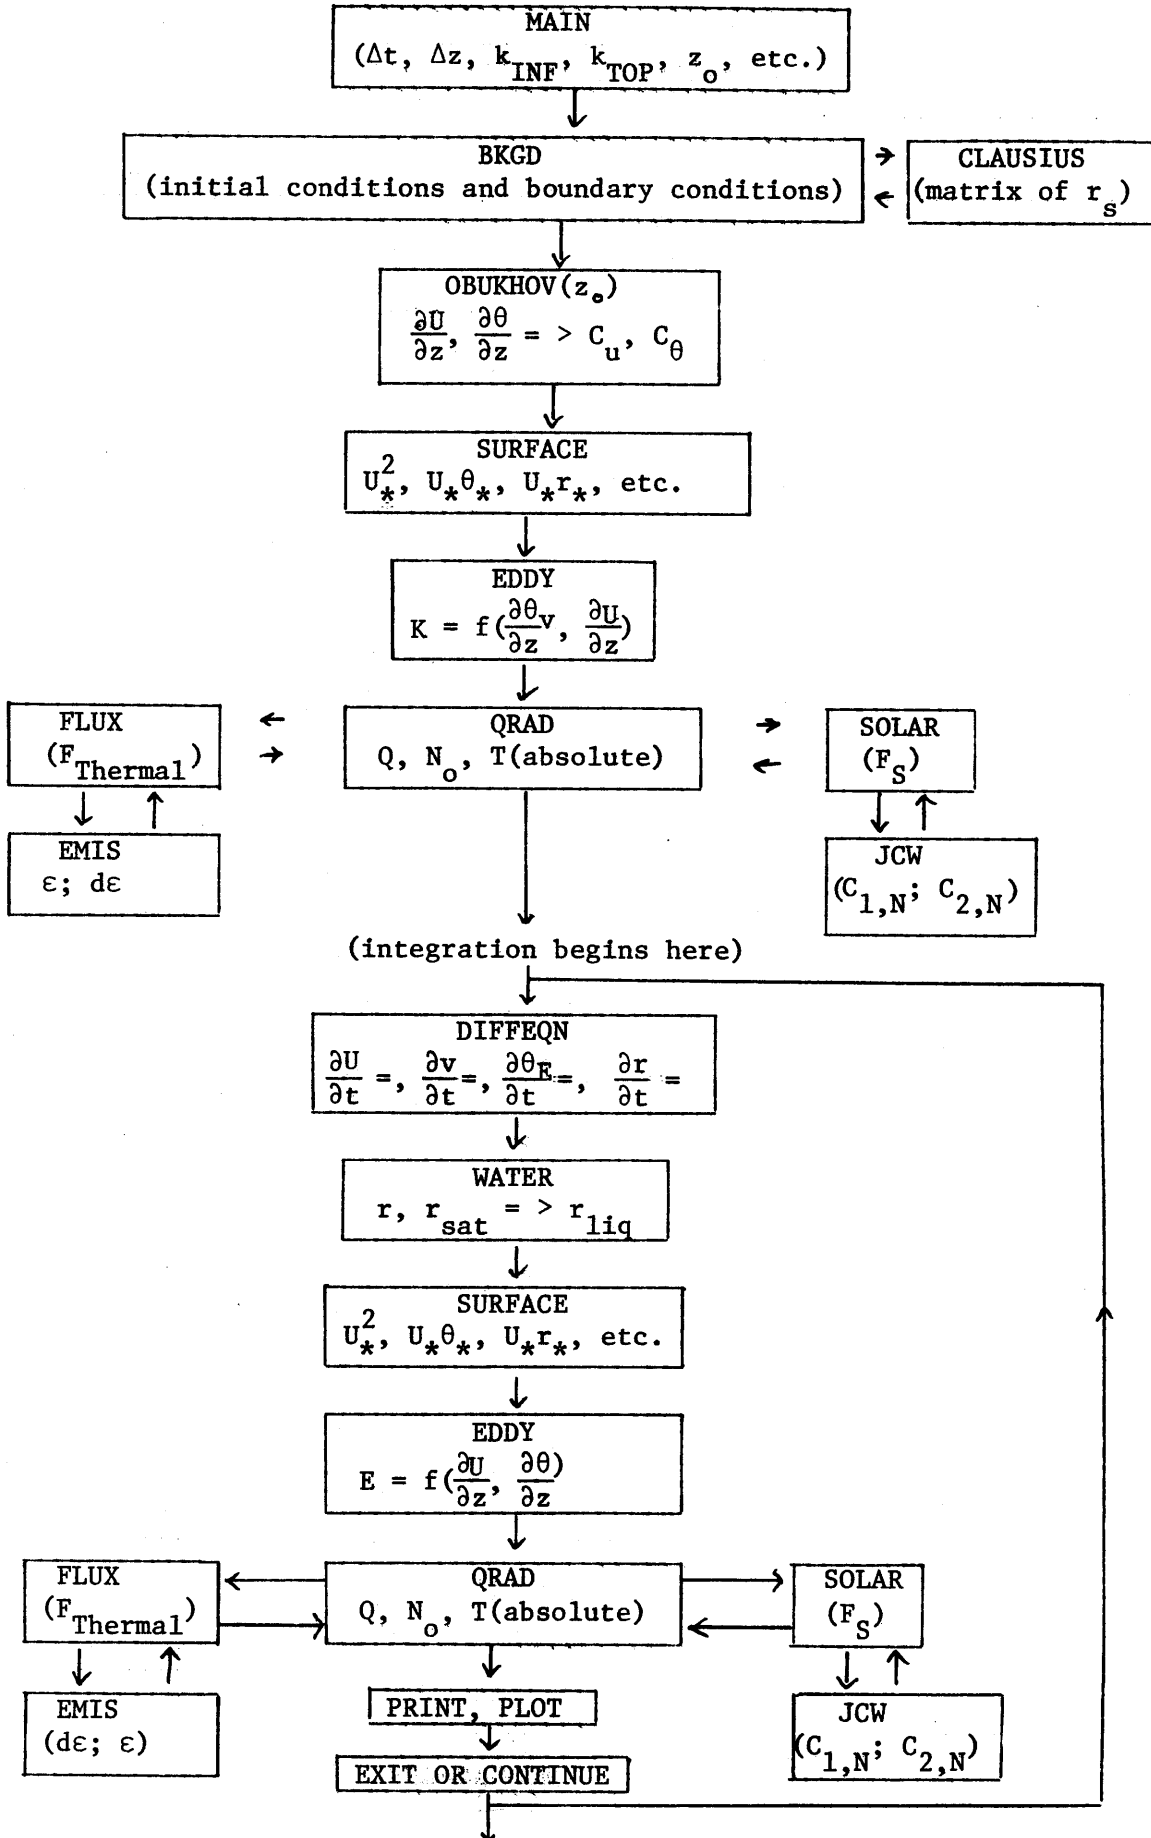 MAIN
(Δt, Δz, k_INF, k_TOP, z_o, etc.)
BKGD
(initial conditions and boundary conditions)
CLAUSIUS
(matrix of r_s)
OBUKHOV(z_o)
∂U/∂z, ∂θ/∂z = > C_u, C_θ
SURFACE
U_*^2, U_*θ_*, U_*r_*, etc.
EDDY
K = f(∂θ_v/∂z, ∂U/∂z)
FLUX
(F_Thermal)
QRAD
Q, N_o, T(absolute)
SOLAR
(F_S)
EMIS
ε; dε
JCW
(C_1,N; C_2,N)
(integration begins here)
DIFFEQN
∂U/∂t =, ∂v/∂t =, ∂θ_E/∂t =, ∂r/∂t =
WATER
r, r_sat = > r_liq
SURFACE
U_*^2, U_*θ_*, U_*r_*, etc.
EDDY
E = f(∂U/∂z, ∂θ/∂z)
FLUX
(F_Thermal)
QRAD
Q, N_o, T(absolute)
SOLAR
(F_S)
EMIS
(dε; ε)
PRINT, PLOT
JCW
(C_1,N; C_2,N)
EXIT OR CONTINUE